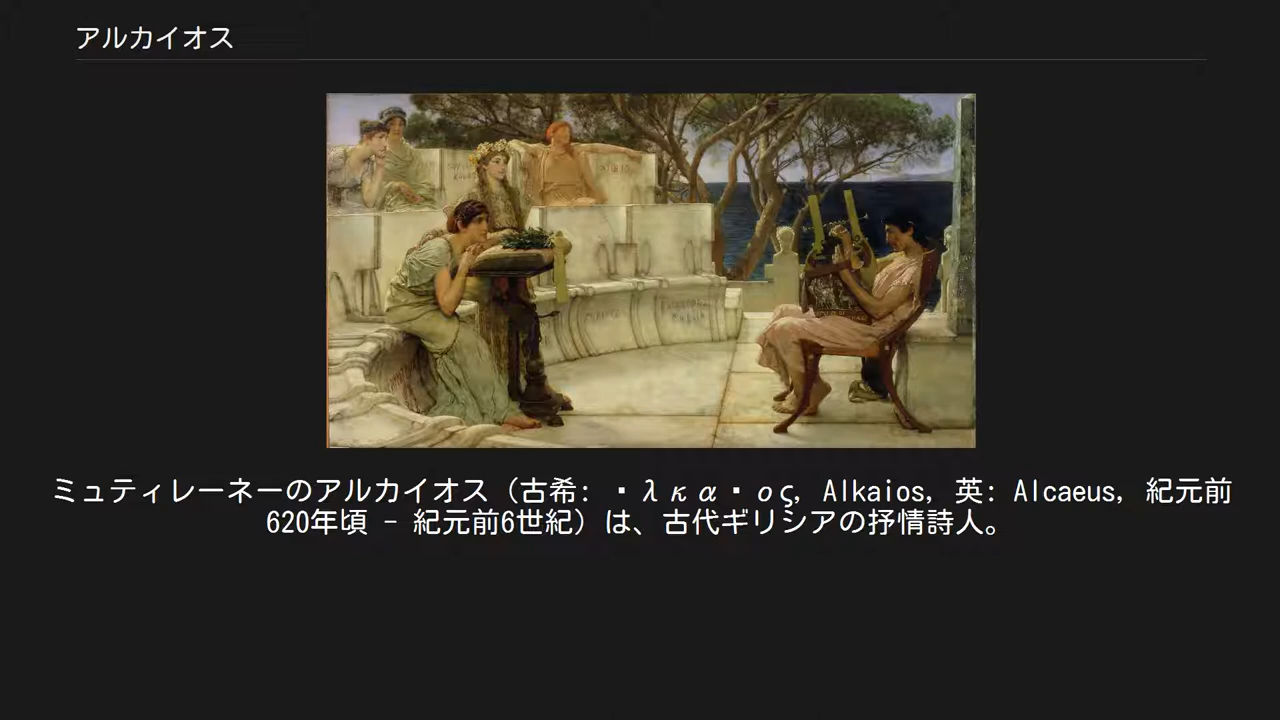 アルカイオス
ミュティレーネーのアルカイオス（古希: ・λκα・ος, Alkaios, 英: Alcaeus, 紀元前
620年頃 - 紀元前6世紀）は、古代ギリシアの抒情詩人。